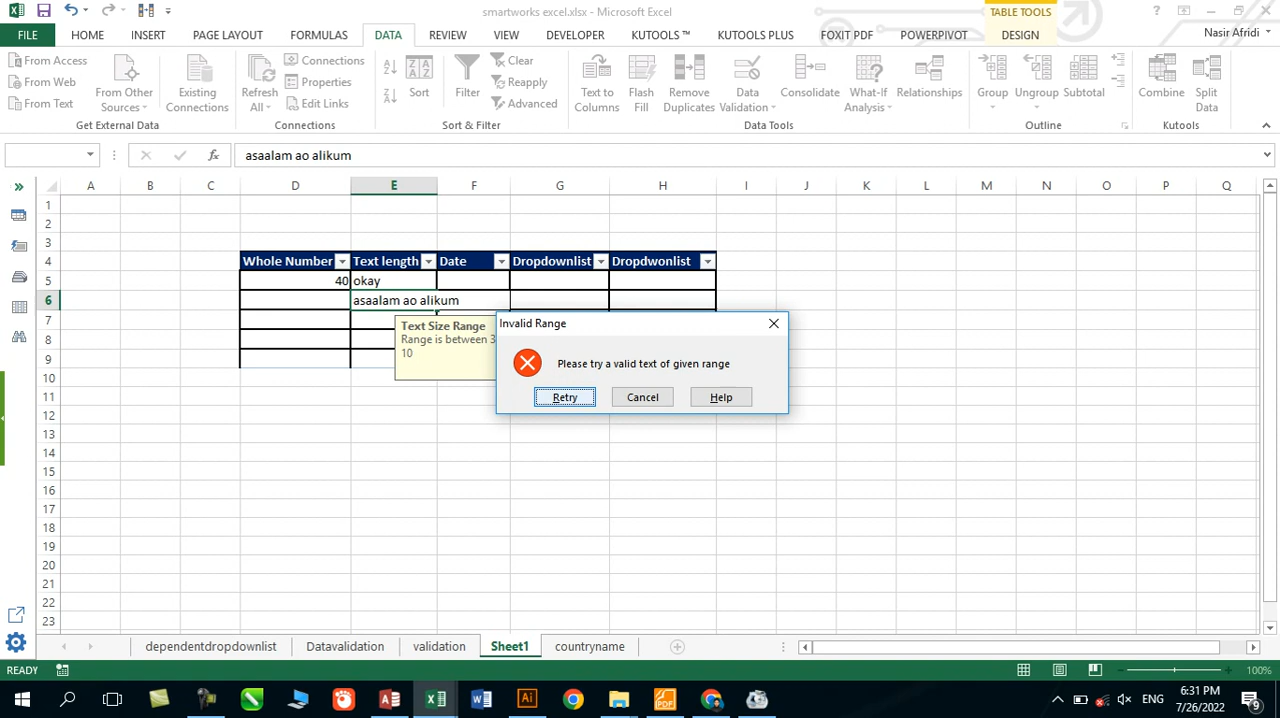 smartworks excel.xlsx - Microsoft Excel
TABLE TOOLS
FILE HOME INSERT PAGE LAYOUT FORMULAS DATA REVIEW VIEW DEVELOPER KUTOOLS ™ KUTOOLS PLUS FOXIT PDF POWERPIVOT DESIGN
Nasir Afridi
From Access
From Web
From Text
From Other Sources
Existing Connections
Get External Data
Refresh All
Connections
Properties
Edit Links
Connections
Sort
Filter
Clear
Reapply
Advanced
Sort & Filter
Text to Columns
Flash Fill
Remove Duplicates
Data Validation
Consolidate
What-If Analysis
Relationships
Data Tools
Group
Ungroup
Subtotal
Outline
Combine
Split Data
Kutools
fx asaalam ao alikum
A B C D E F G H I J K L M N O P Q
1
2
3
4 Whole Number Text length Date Dropdownlist Dropdwonlist
5 40 okay
6 asaalam ao alikum
7
8
9
10
11
12
13
14
15
16
17
18
19
20
21
22
23
Text Size Range
Range is between 3
10
Invalid Range
Please try a valid text of given range
Retry Cancel Help
dependentdropdownlist Datavalidation validation Sheet1 countryname
READY
100%
ENG
6:31 PM
7/26/2022
9